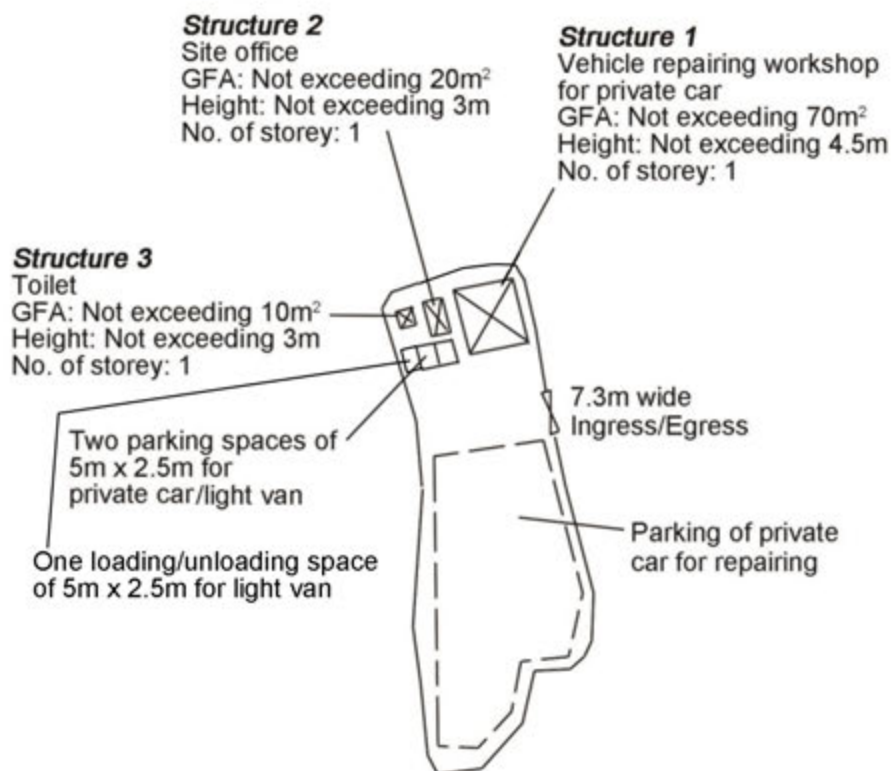 Structure 2
Site office
GFA: Not exceeding 20m²
Height: Not exceeding 3m
No. of storey: 1
Structure 1
Vehicle repairing workshop
for private car
GFA: Not exceeding 70m²
Height: Not exceeding 4.5m
No. of storey: 1
Structure 3
Toilet
GFA: Not exceeding 10m²
Height: Not exceeding 3m
No. of storey: 1
7.3m wide
Ingress/Egress
Two parking spaces of
5m x 2.5m for
private car/light van
Parking of private
car for repairing
One loading/unloading space
of 5m x 2.5m for light van